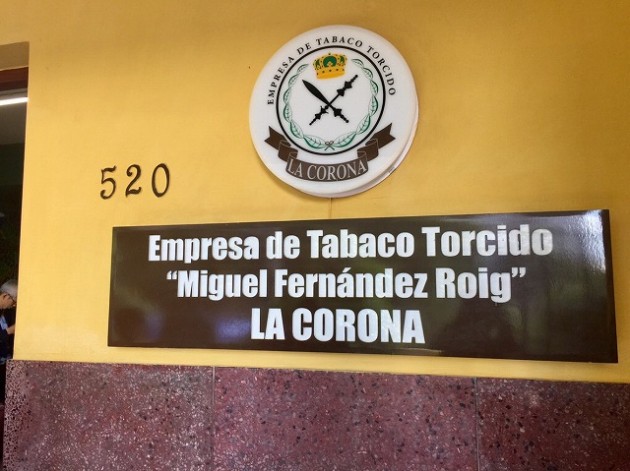 EMPRESA DE TABACO TORCIDO
LA CORONA
520
Empresa de Tabaco Torcido
“Miguel Fernández Roig”
LA CORONA